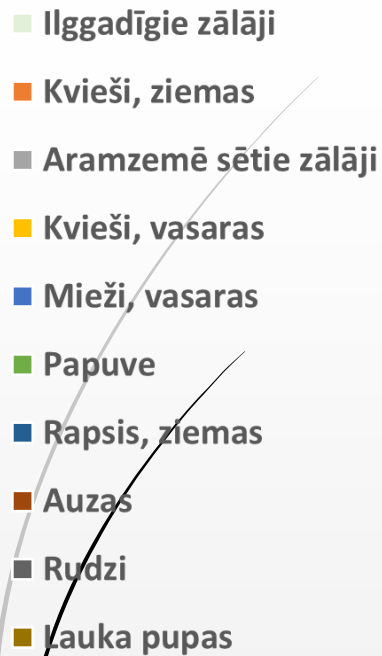 Ilggadīgie zālāji
Kvieši, ziemas
Aramzemē sētie zālāji
Kvieši, vasaras
Mieži, vasaras
Papuve
Rapsis, ziemas
Auzas
Rudzi
Lauka pupas